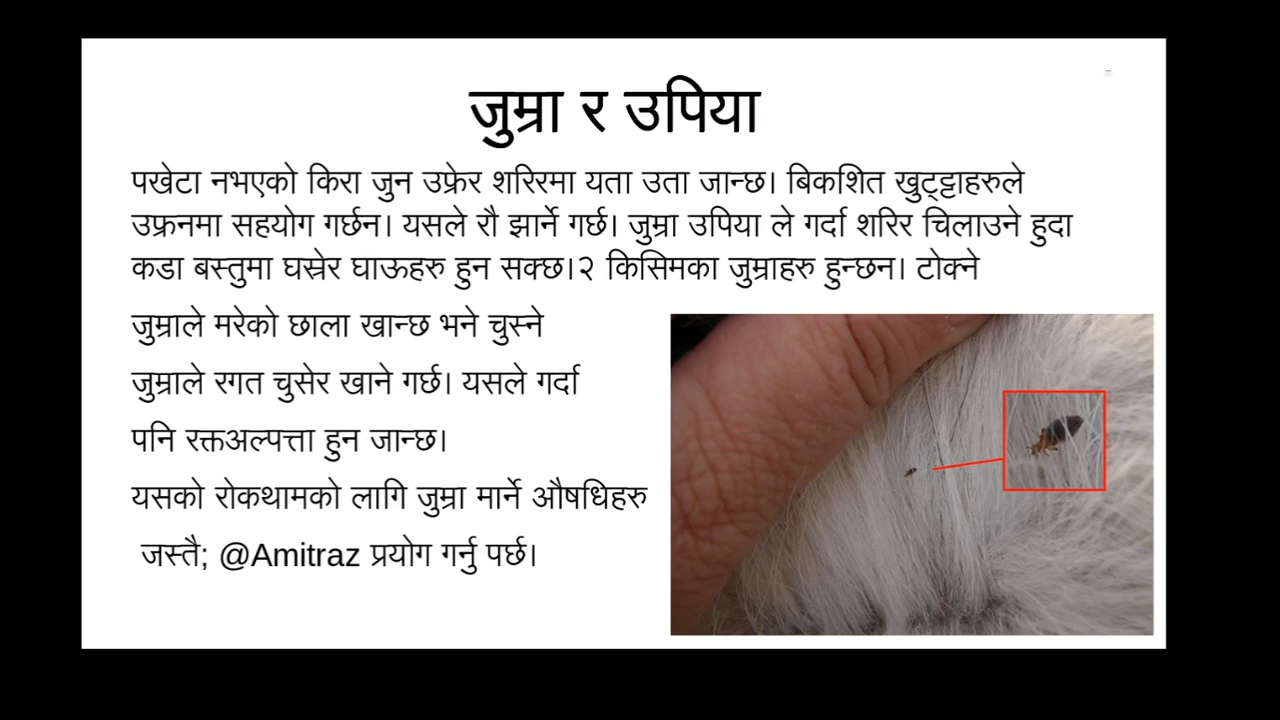 जुम्रा र उपिया
पखेटा नभएको किरा जुन उफ्रेर शरिरमा यता उता जान्छ। बिकशित खुट्ट्टाहरुले
उफ्रनमा सहयोग गर्छन। यसले रौ झार्ने गर्छ। जुम्रा उपिया ले गर्दा शरिर चिलाउने हुदा
कडा बस्तुमा घस्रेर घाऊहरु हुन सक्छ।२ किसिमका जुम्राहरु हुन्छन। टोक्ने
जुम्राले मरेको छाला खान्छ भने चुस्ने
जुम्राले रगत चुसेर खाने गर्छ। यसले गर्दा
पनि रक्तअल्पत्ता हुन जान्छ।
यसको रोकथामको लागि जुम्रा मार्ने औषधिहरु
जस्तै; @Amitraz प्रयोग गर्नु पर्छ।